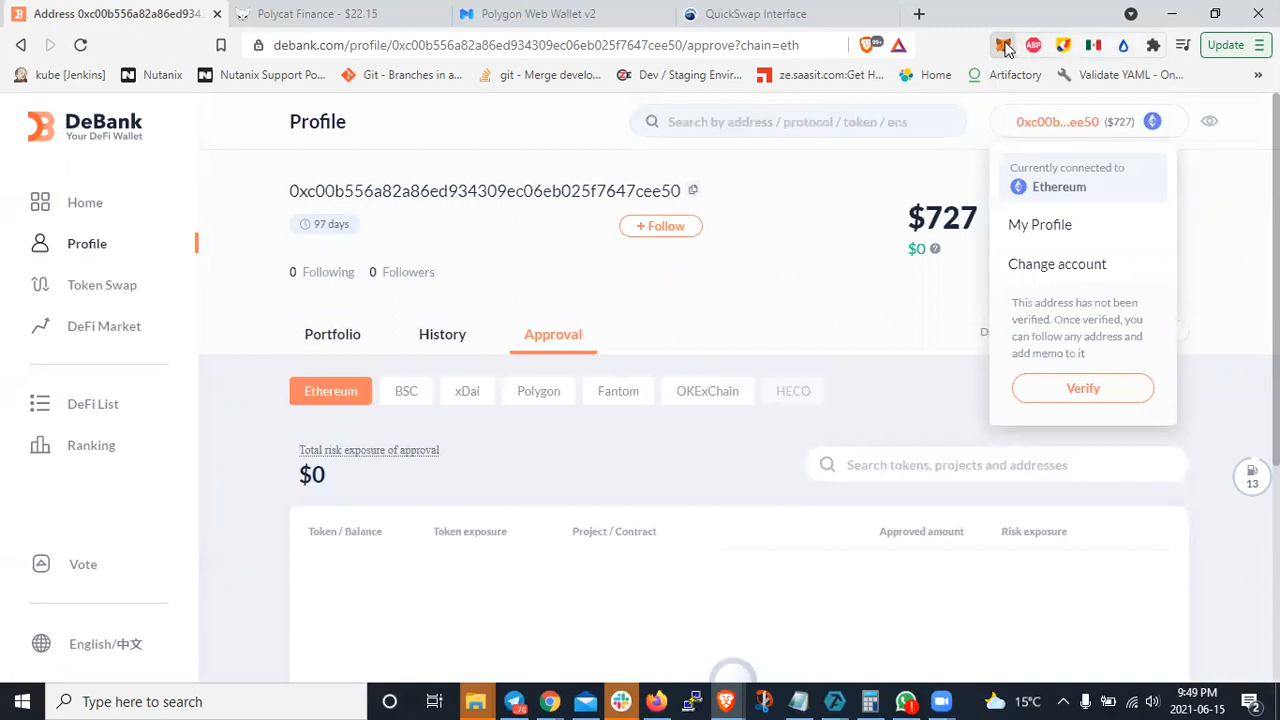 Address 0xc00b556a82a86ed934309
Polycat Finance - $22.15
Polygon Web Wallet v2
QuickSwap Interface
debank.com/profile/0xc00b556a82a86ed934309ec06eb025f7647cee50/approve?chain=eth
99+
ABP
Update
kube [Jenkins]
Nutanix
Nutanix Support Po...
Git - Branches in a...
git - Merge develo...
Dev / Staging Envir...
ze.saasit.com:Get H...
Home
Artifactory
Validate YAML - On...
»
DeBank
Your DeFi Wallet
Profile
Search by address / protocol / token / ens
0xc00b...ee50 ($727)
Home
Profile
Token Swap
DeFi Market
DeFi List
Ranking
Vote
English/中文
0xc00b556a82a86ed934309ec06eb025f7647cee50
97 days
+ Follow
0 Following 0 Followers
$727
$0
Currently connected to
Ethereum
My Profile
Change account
This address has not been
verified. Once verified, you
can follow any address and
add memo to it
Verify
Portfolio
History
Approval
Ethereum
BSC
xDai
Polygon
Fantom
OKExChain
HECO
Total risk exposure of approval
$0
Search tokens, projects and addresses
13
Token / Balance
Token exposure
Project / Contract
Approved amount
Risk exposure
Type here to search
70
15°C
9:49 PM
2021-06-15
2